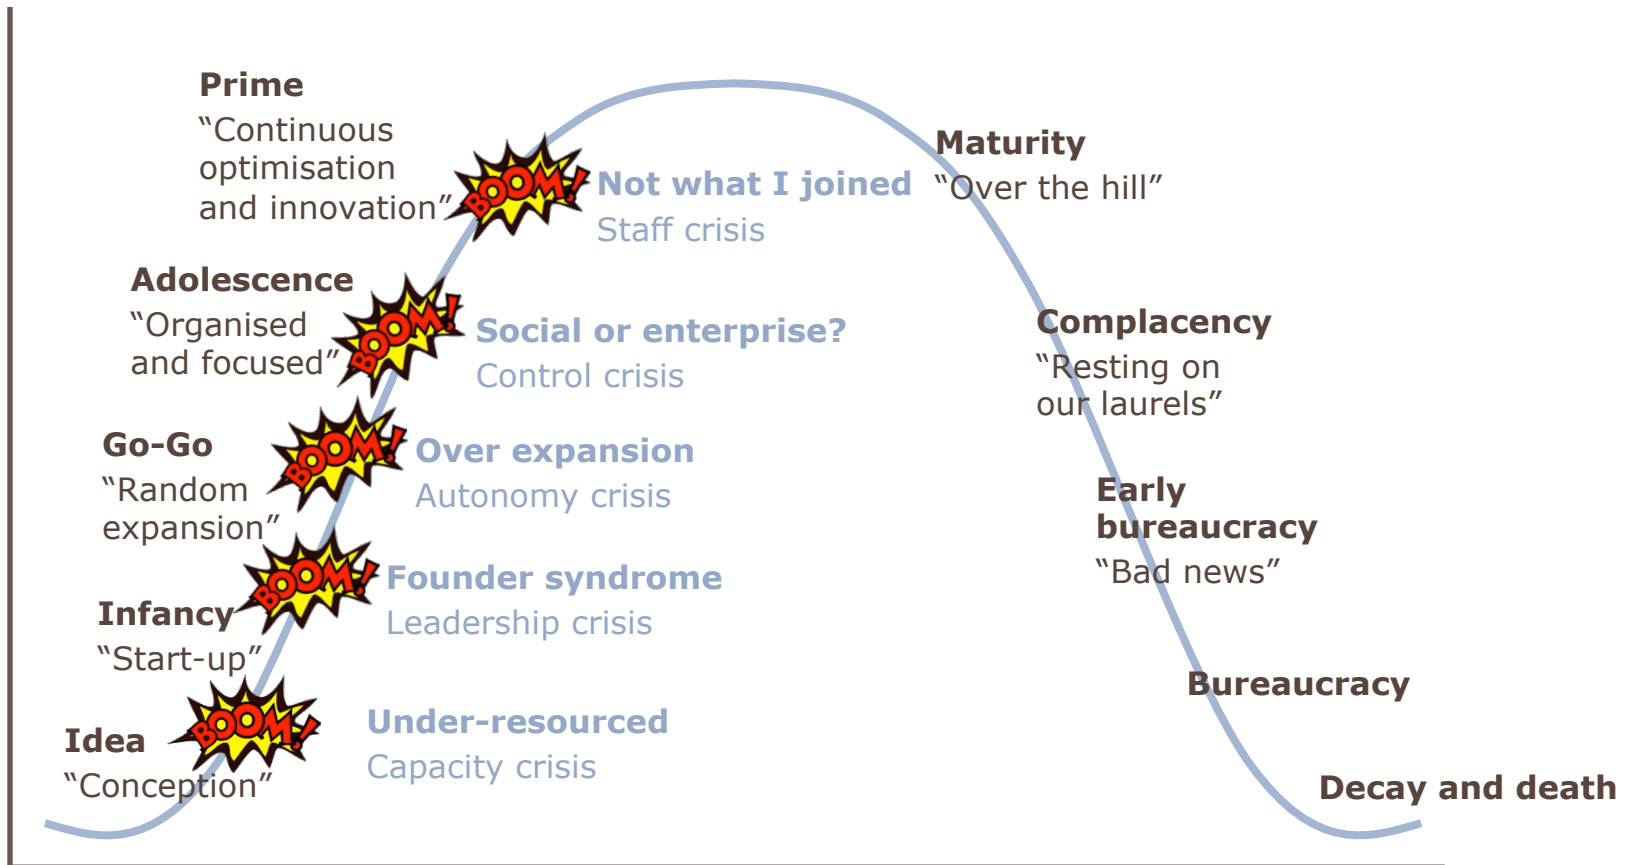 Prime
“Continuous
optimisation
and innovation”
BOOM!
Not what I joined
Staff crisis
Adolescence
“Organised
and focused”
BOOM!
Social or enterprise?
Control crisis
Go-Go
“Random
expansion”
BOOM!
Over expansion
Autonomy crisis
Infancy
“Start-up”
BOOM!
Founder syndrome
Leadership crisis
Idea
“Conception”
BOOM!
Under-resourced
Capacity crisis
Maturity
“Over the hill”
Complacency
“Resting on
our laurels”
Early
bureaucracy
“Bad news”
Bureaucracy
Decay and death